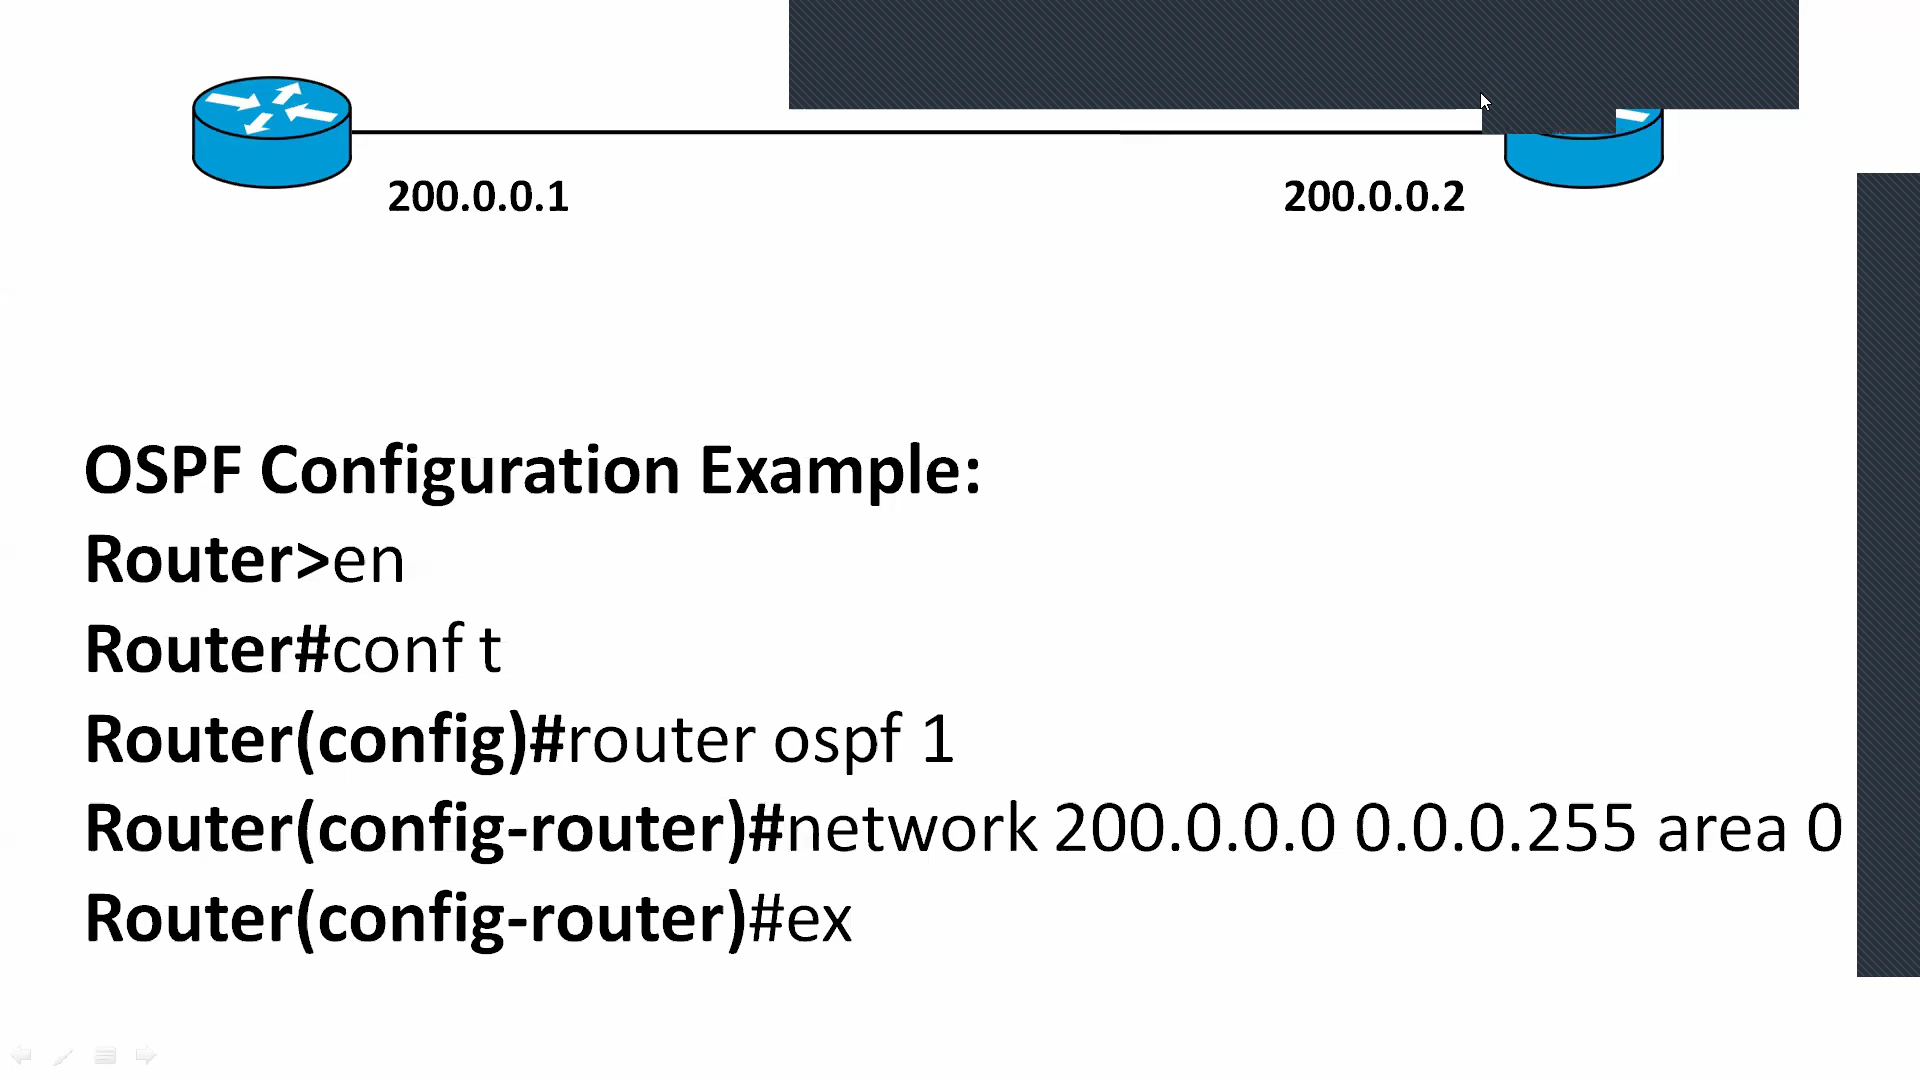 200.0.0.1 200.0.0.2
OSPF Configuration Example:
Router>en
Router#conf t
Router(config)#router ospf 1
Router(config-router)#network 200.0.0.0 0.0.0.255 area 0
Router(config-router)#ex